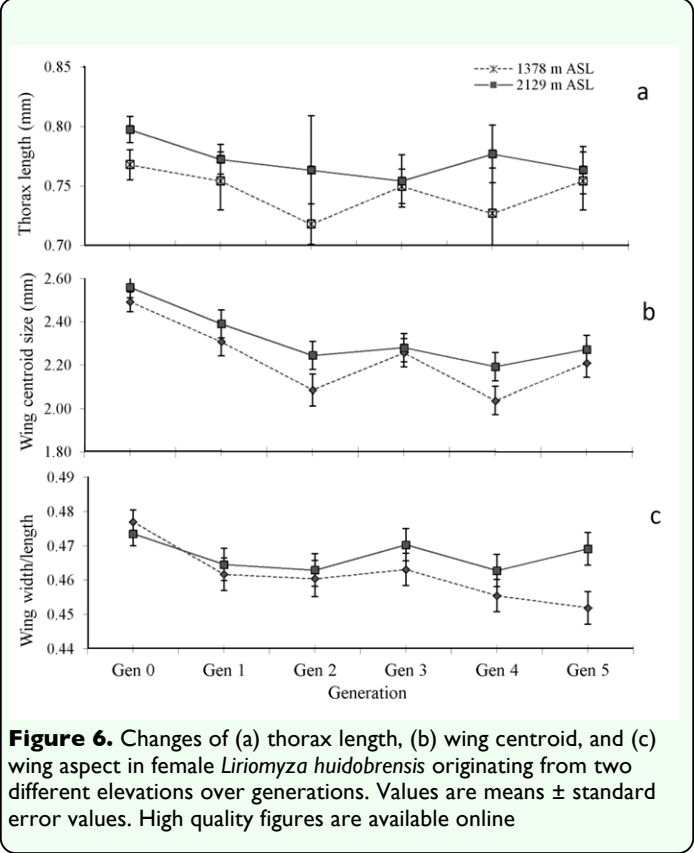 1378 m ASL
2129 m ASL
a
Thorax length (mm)
0.85
0.80
0.75
0.70
b
Wing centroid size (mm)
2.60
2.40
2.20
2.00
1.80
c
Wing width/length
0.49
0.48
0.47
0.46
0.45
0.44
Gen 0 Gen 1 Gen 2 Gen 3 Gen 4 Gen 5
Generation
Figure 6. Changes of (a) thorax length, (b) wing centroid, and (c)
wing aspect in female Liriomyza huidobrensis originating from two
different elevations over generations. Values are means ± standard
error values. High quality figures are available online